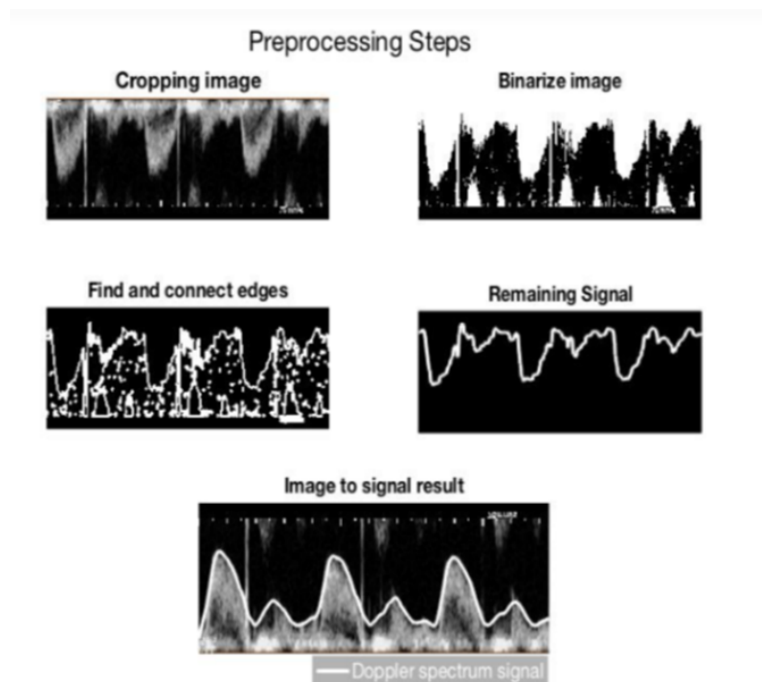 Preprocessing Steps
Cropping image
Binarize image
Find and connect edges
Remaining Signal
Image to signal result
Doppler spectrum signal